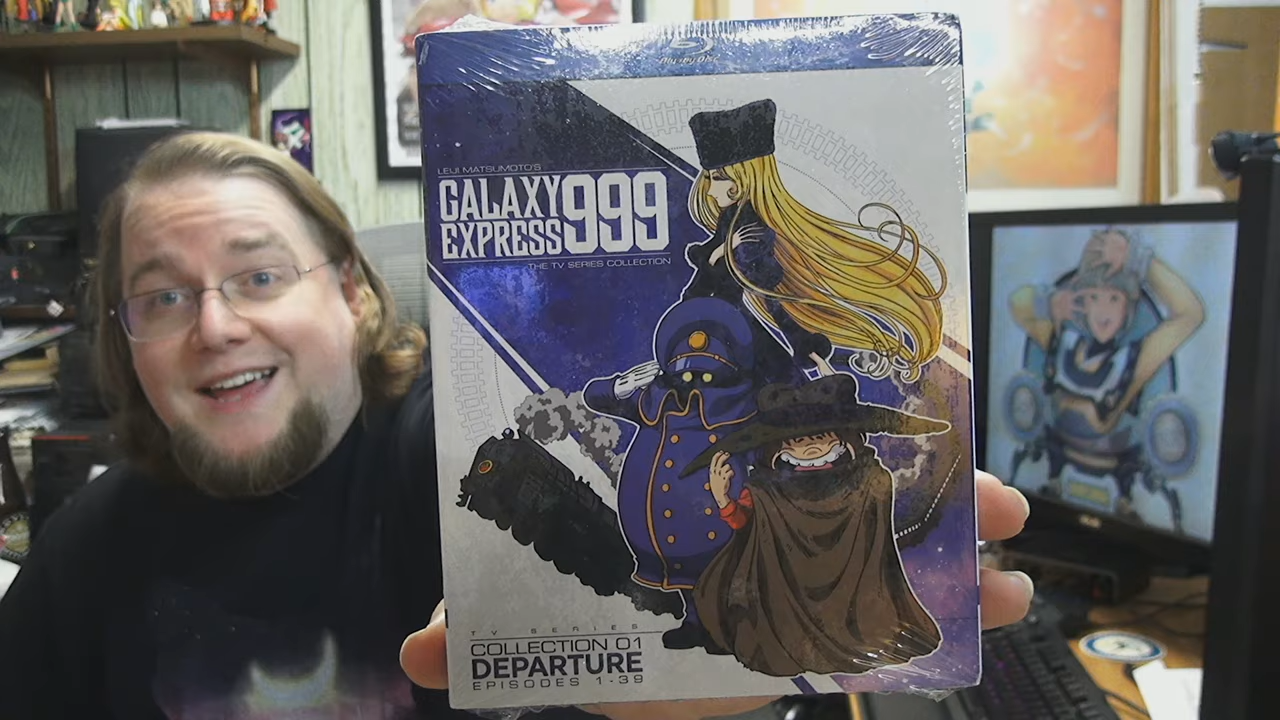 Blu-ray Disc
LEIJI MATSUMOTO'S
GALAXY
EXPRESS 999
THE TV SERIES COLLECTION
TV SERIES
COLLECTION 01
DEPARTURE
EPISODES 1-39